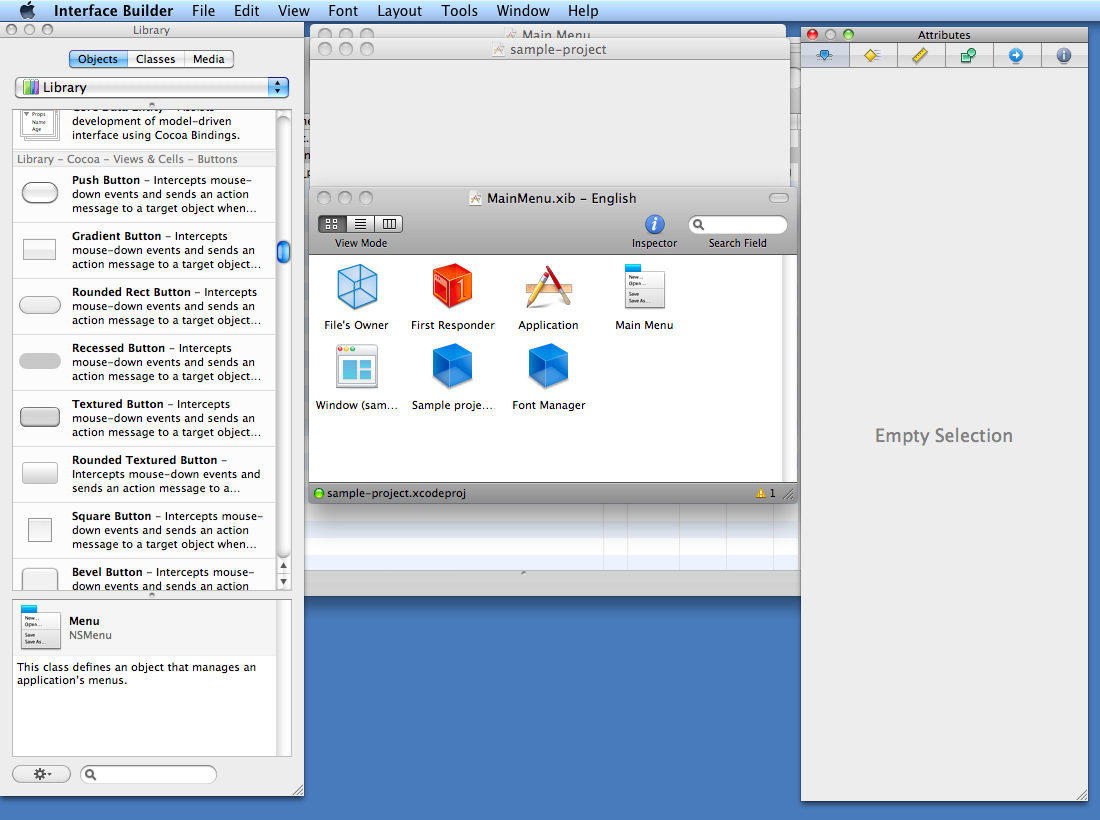 Interface Builder File Edit View Font Layout Tools Window Help
Library
Objects Classes Media
Library
development of model-driven
interface using Cocoa Bindings.
Props
Name
Age
Library – Cocoa – Views & Cells – Buttons
Push Button – Intercepts mouse-
down events and sends an action
message to a target object when...
Gradient Button – Intercepts
mouse-down events and sends an
action message to a target object...
Rounded Rect Button – Intercepts
mouse-down events and sends an
action message to a target object...
Recessed Button – Intercepts
mouse-down events and sends an
action message to a target object...
Textured Button – Intercepts
mouse-down events and sends an
action message to a target object...
Rounded Textured Button –
Intercepts mouse-down events and
sends an action message to a...
Square Button – Intercepts mouse-
down events and sends an action
message to a target object when...
Bevel Button – Intercepts mouse-
down events and sends an action
New...
Open...
Save
Save As...
Menu
NSMenu
This class defines an object that manages an
application's menus.
Main Menu
sample-project
MainMenu.xib – English
View Mode
Inspector
Search Field
File's Owner
First Responder
Application
New...
Open...
Save
Save As...
Main Menu
Window (sam...
Sample proje...
Font Manager
sample-project.xcodeproj
1
Attributes
Empty Selection